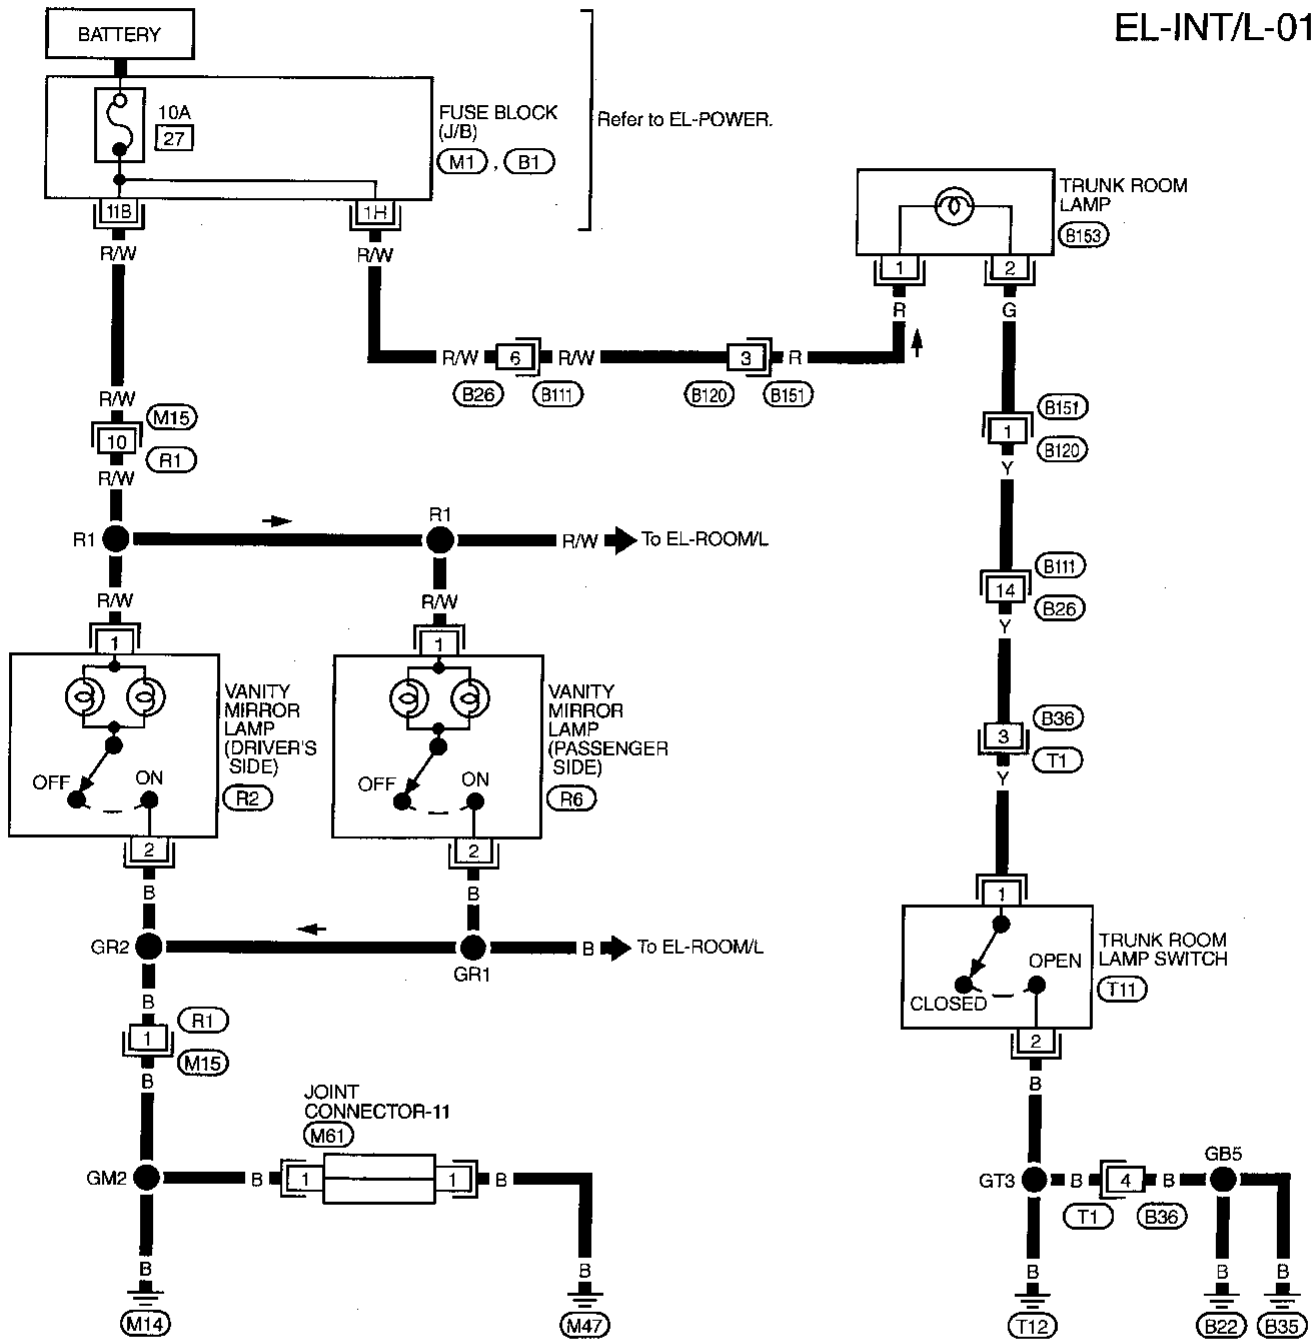 EL-INT/L-01
BATTERY
10A
27
FUSE BLOCK
(J/B)
M1 , B1
Refer to EL-POWER.
11B
1H
R/W
R/W
TRUNK ROOM
LAMP
B153
1
2
R
G
R/W
6
R/W
3
R
B26
B111
B120
B151
R/W
M15
10
R1
R/W
B151
1
B120
Y
R1
R1
R/W
To EL-ROOM/L
B111
14
B26
Y
R/W
R/W
1
1
VANITY
MIRROR
LAMP
(DRIVER'S
SIDE)
R2
OFF
ON
2
VANITY
MIRROR
LAMP
(PASSENGER
SIDE)
R6
OFF
ON
2
B36
3
T1
Y
1
B
B
GR2
GR1
B
To EL-ROOM/L
TRUNK ROOM
LAMP SWITCH
T11
OPEN
CLOSED
2
B
B
R1
1
M15
B
JOINT
CONNECTOR-11
M61
GM2
B
1
1
B
GT3
B
4
B
GB5
T1
B36
B
B
B
B
B
M14
M47
T12
B22
B35